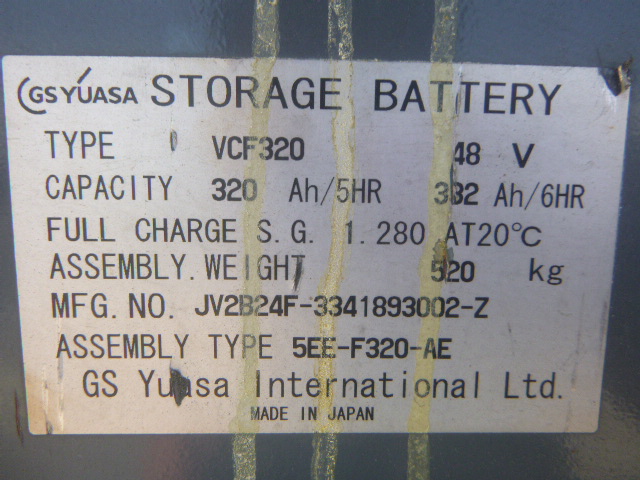 GS YUASA STORAGE BATTERY
TYPE VCF320 48 V
CAPACITY 320 Ah/5HR 332 Ah/6HR
FULL CHARGE S.G. 1.280 AT20℃
ASSEMBLY.WEIGHT 520 kg
MFG.NO. JV2B24F-3341893002-Z
ASSEMBLY TYPE 5EE-F320-AE
GS Yuasa International Ltd.
MADE IN JAPAN